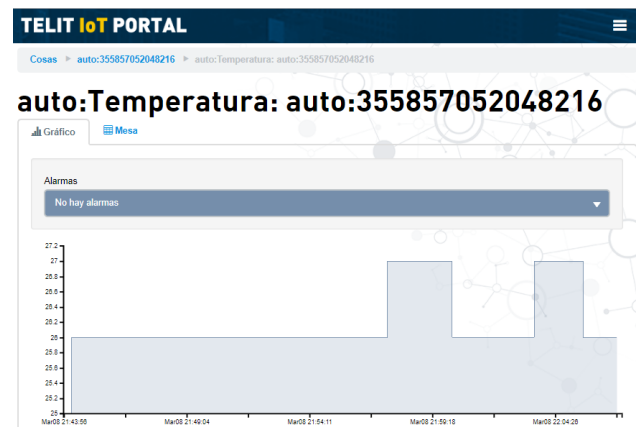 TELIT IoT PORTAL
Cosas auto:355857052048216 auto:Temperatura: auto:355857052048216
auto:Temperatura: auto:355857052048216
Gráfico Mesa
Alarmas
No hay alarmas
27.2
27
26.8
26.6
26.4
26.2
26
25.8
25.6
25.4
25.2
25
Mar08 21:43:56 Mar08 21:49:04 Mar08 21:54:11 Mar08 21:59:18 Mar08 22:04:26